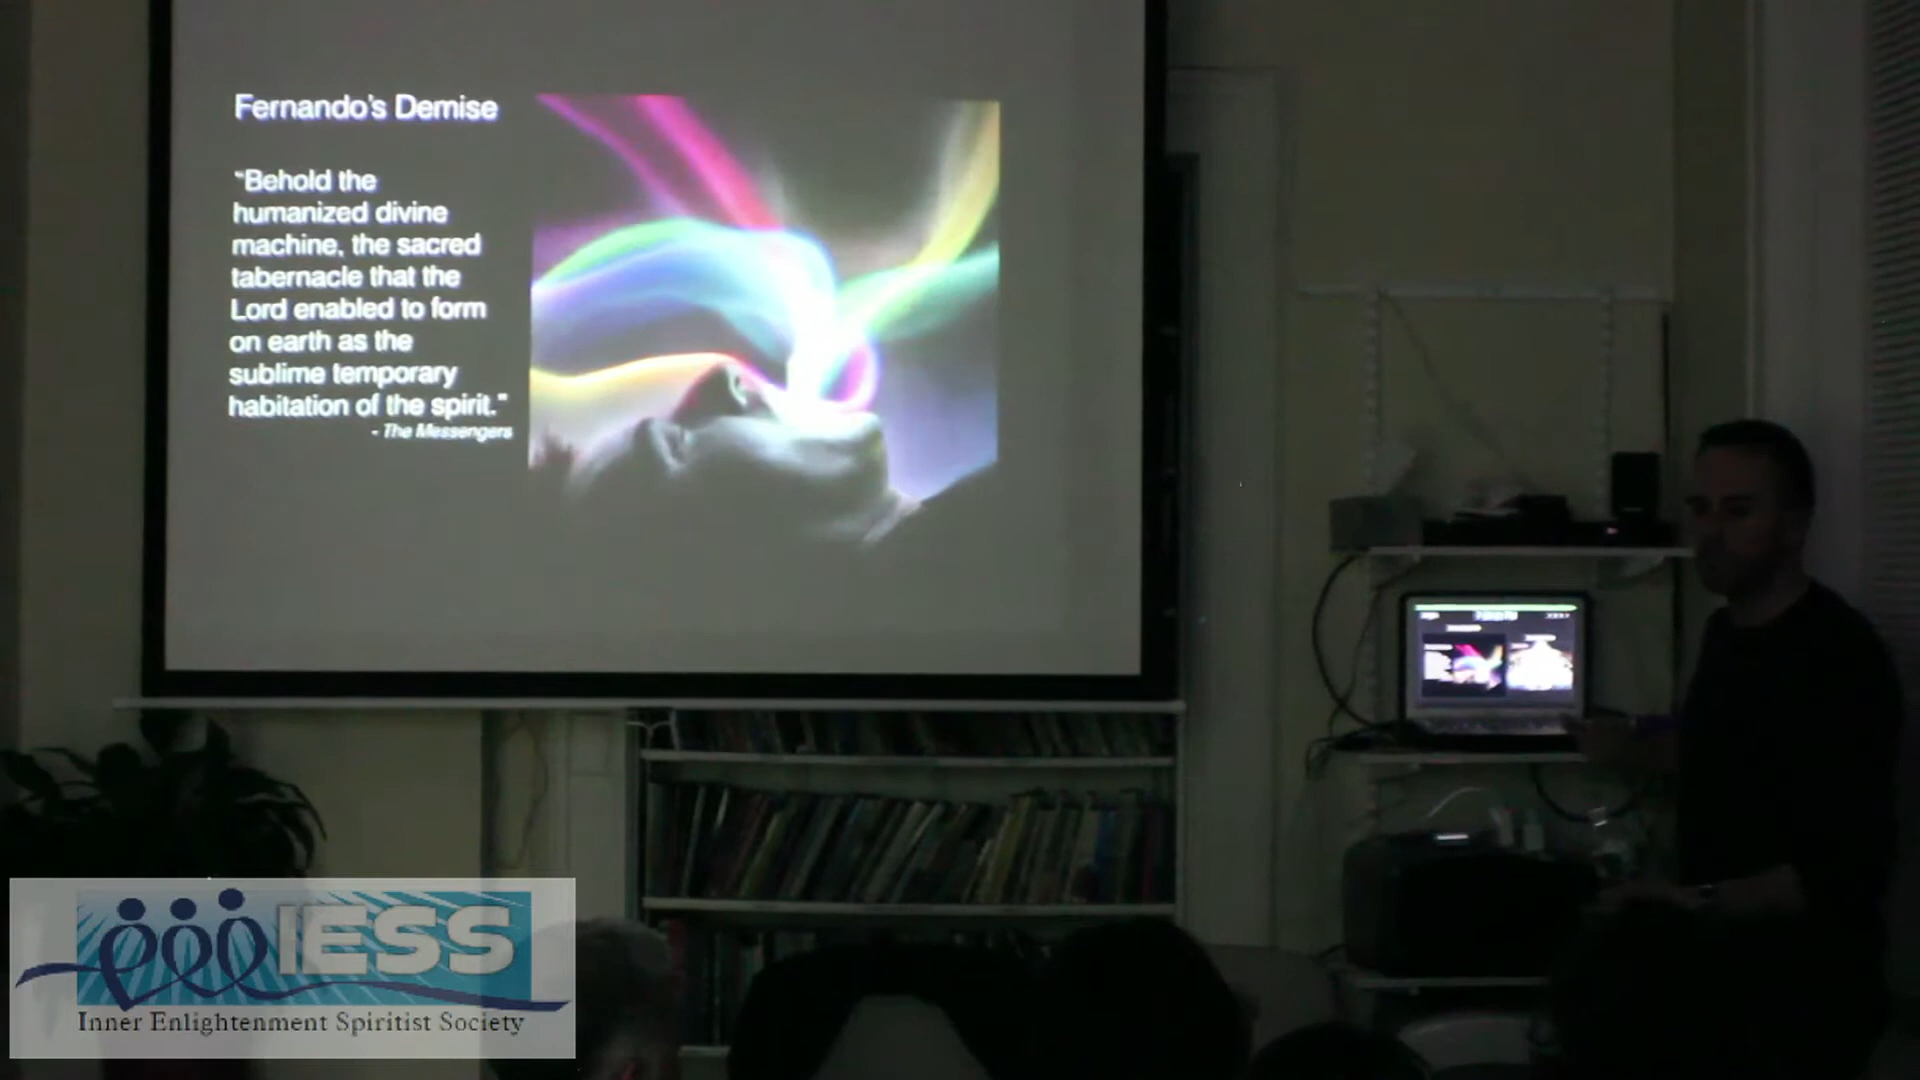 Fernando's Demise
"Behold the
humanized divine
machine, the sacred
tabernacle that the
Lord enabled to form
on earth as the
sublime temporary
habitation of the spirit."
- The Messengers
IESS
Inner Enlightenment Spiritist Society